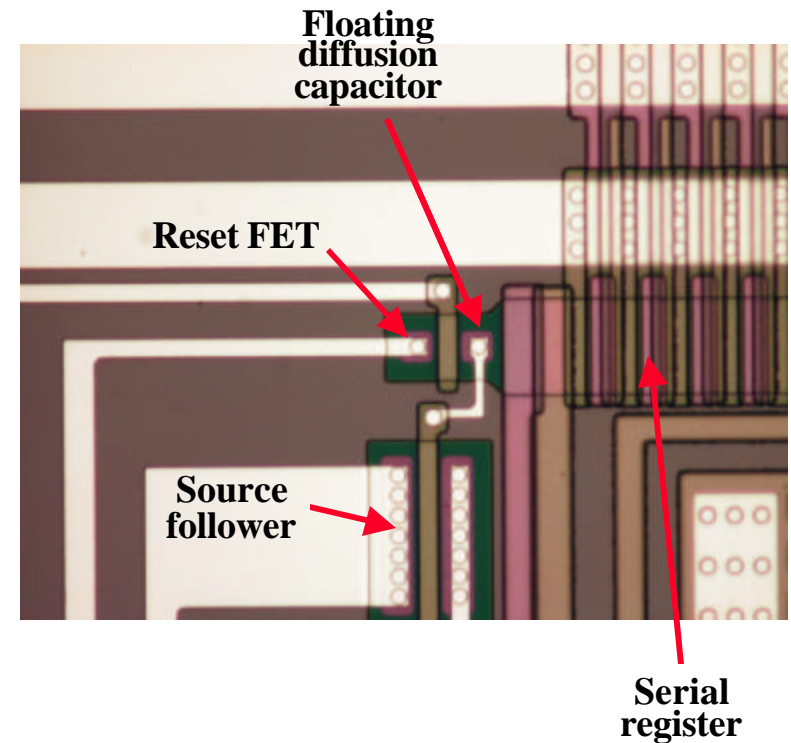 Floating
diffusion
capacitor
Reset FET
Source
follower
Serial
register